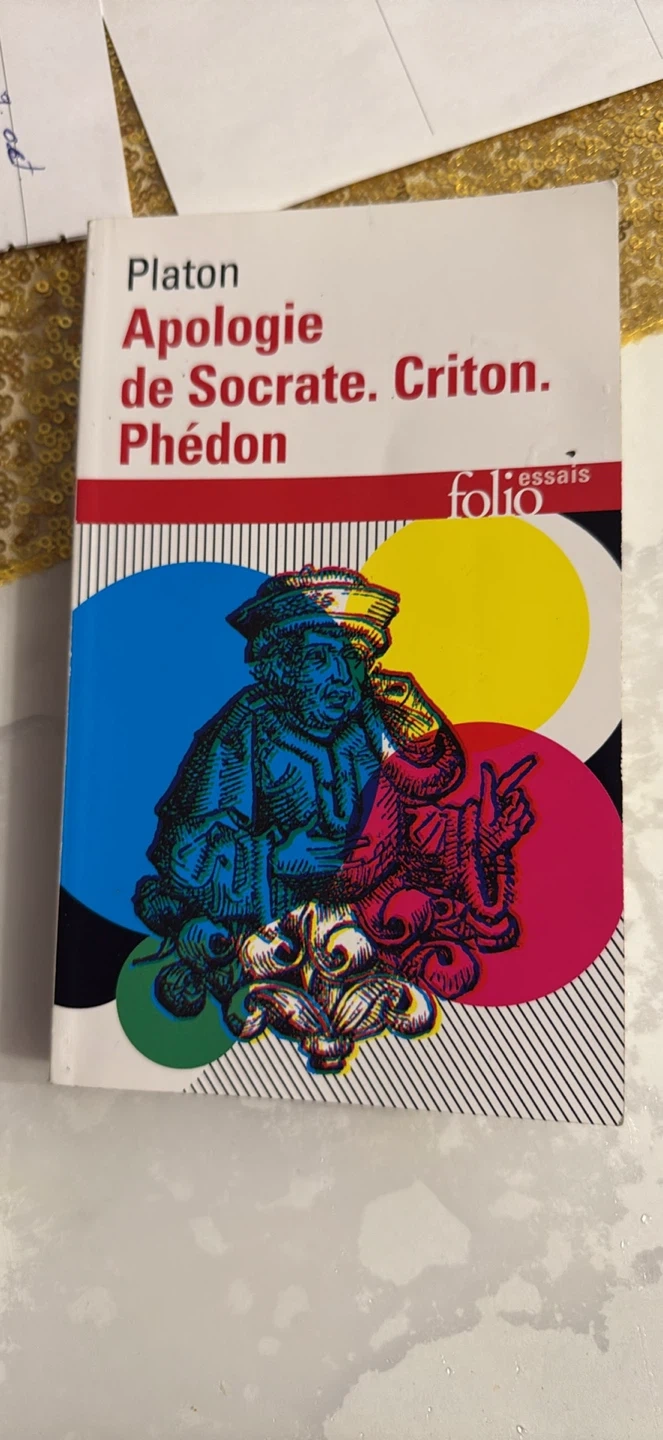 Platon
Apologie
de Socrate. Criton.
Phédon
folio essais